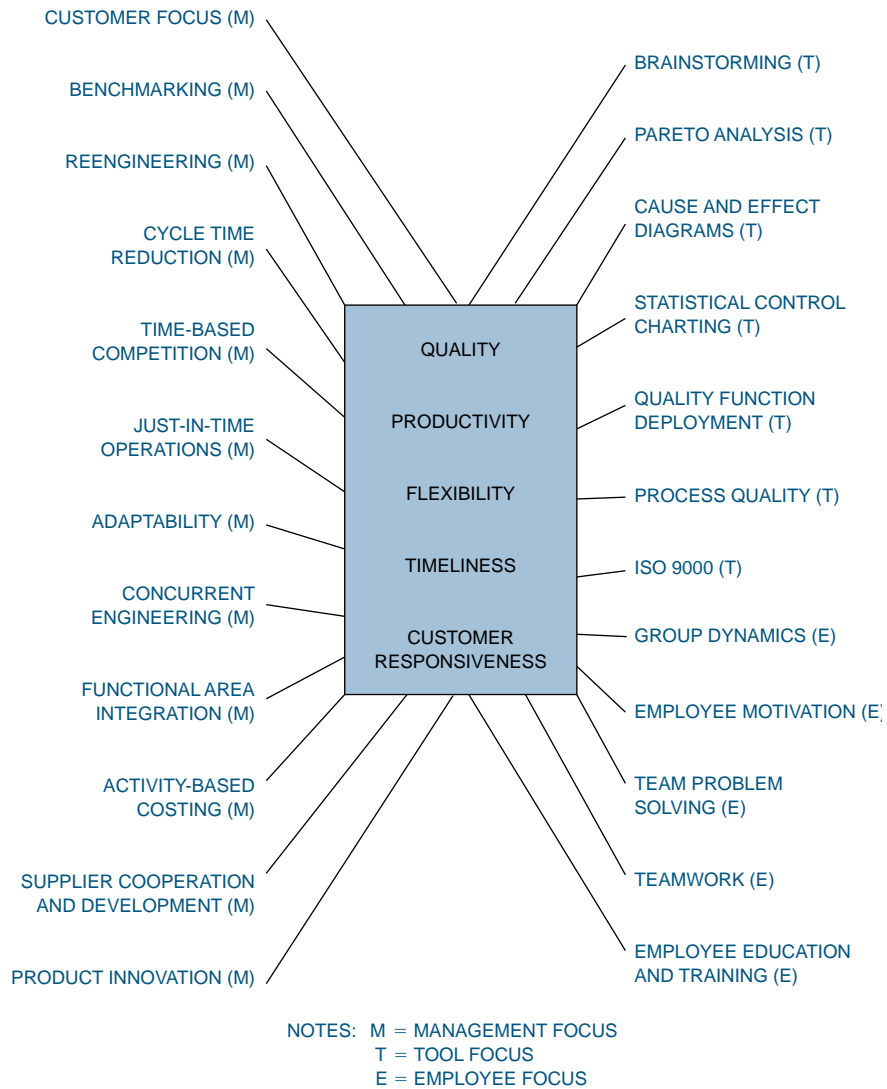 CUSTOMER FOCUS (M)
BENCHMARKING (M)
REENGINEERING (M)
CYCLE TIME
REDUCTION (M)
TIME-BASED
COMPETITION (M)
JUST-IN-TIME
OPERATIONS (M)
ADAPTABILITY (M)
CONCURRENT
ENGINEERING (M)
FUNCTIONAL AREA
INTEGRATION (M)
ACTIVITY-BASED
COSTING (M)
SUPPLIER COOPERATION
AND DEVELOPMENT (M)
PRODUCT INNOVATION (M)
QUALITY
PRODUCTIVITY
FLEXIBILITY
TIMELINESS
CUSTOMER
RESPONSIVENESS
BRAINSTORMING (T)
PARETO ANALYSIS (T)
CAUSE AND EFFECT
DIAGRAMS (T)
STATISTICAL CONTROL
CHARTING (T)
QUALITY FUNCTION
DEPLOYMENT (T)
PROCESS QUALITY (T)
ISO 9000 (T)
GROUP DYNAMICS (E)
EMPLOYEE MOTIVATION (E)
TEAM PROBLEM
SOLVING (E)
TEAMWORK (E)
EMPLOYEE EDUCATION
AND TRAINING (E)
NOTES: M = MANAGEMENT FOCUS
T = TOOL FOCUS
E = EMPLOYEE FOCUS